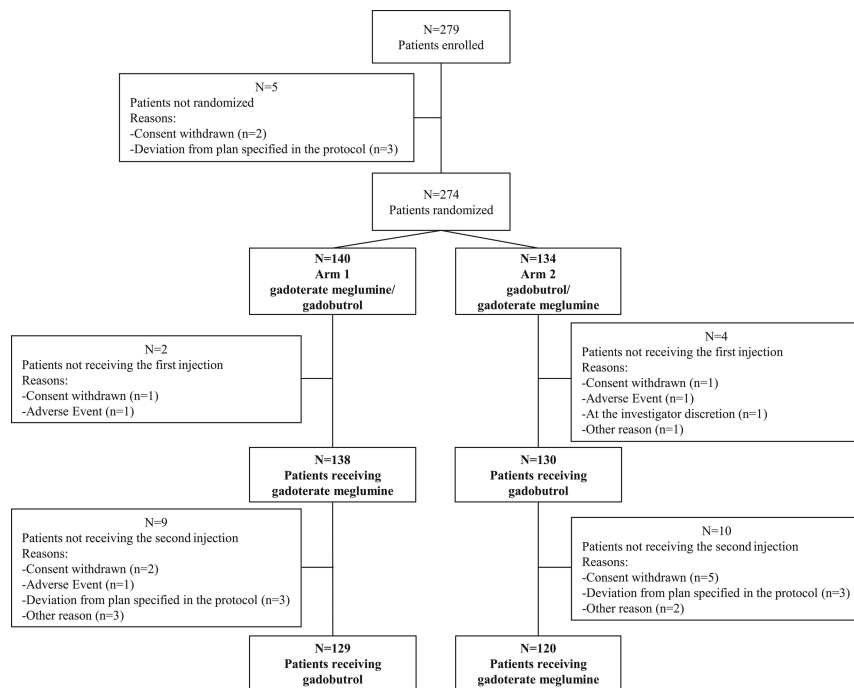 N=279
Patients enrolled
N=5
Patients not randomized
Reasons:
-Consent withdrawn (n=2)
-Deviation from plan specified in the protocol (n=3)
N=274
Patients randomized
N=140
Arm 1
gadoterate meglumine/
gadobutrol
N=134
Arm 2
gadobutrol/
gadoterate meglumine
N=2
Patients not receiving the first injection
Reasons:
-Consent withdrawn (n=1)
-Adverse Event (n=1)
N=4
Patients not receiving the first injection
Reasons:
-Consent withdrawn (n=1)
-Adverse Event (n=1)
-At the investigator discretion (n=1)
-Other reason (n=1)
N=138
Patients receiving
gadoterate meglumine
N=130
Patients receiving
gadobutrol
N=9
Patients not receiving the second injection
Reasons:
-Consent withdrawn (n=2)
-Adverse Event (n=1)
-Deviation from plan specified in the protocol (n=3)
-Other reason (n=3)
N=10
Patients not receiving the second injection
Reasons:
-Consent withdrawn (n=5)
-Deviation from plan specified in the protocol (n=3)
-Other reason (n=2)
N=129
Patients receiving
gadobutrol
N=120
Patients receiving
gadoterate meglumine